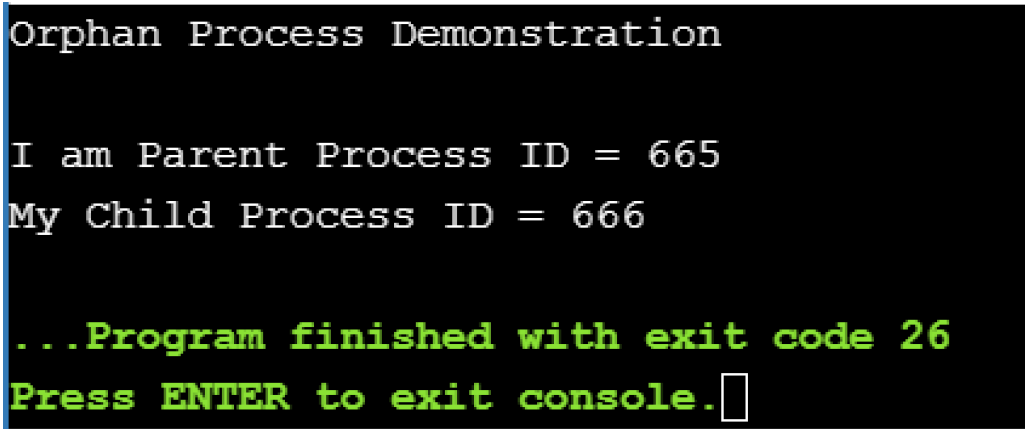 Orphan Process Demonstration
I am Parent Process ID = 665
My Child Process ID = 666
...Program finished with exit code 26
Press ENTER to exit console.